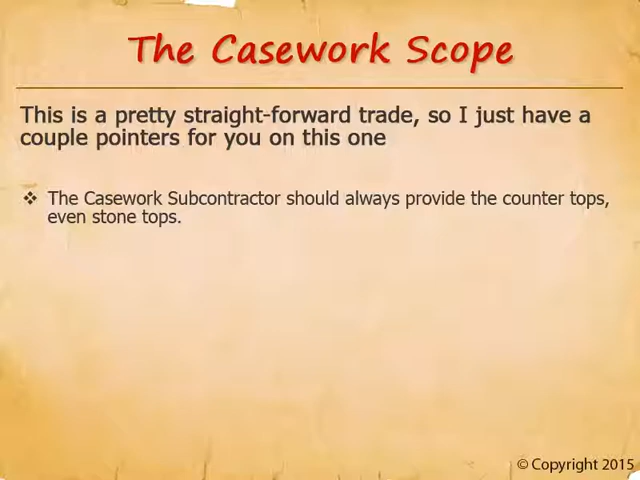 The Casework Scope
This is a pretty straight-forward trade, so I just have a
couple pointers for you on this one
❖ The Casework Subcontractor should always provide the counter tops,
even stone tops.
© Copyright 2015